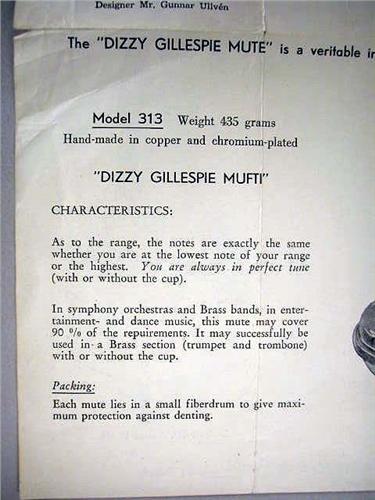 Designer Mr. Gunnar Ullvén
The "DIZZY GILLESPIE MUTE" is a veritable in
Model 313 Weight 435 grams
Hand-made in copper and chromium-plated
"DIZZY GILLESPIE MUFTI"
CHARACTERISTICS:
As to the range, the notes are exactly the same
whether you are at the lowest note of your range
or the highest. You are always in perfect tune
(with or without the cup).
In symphony orchestras and Brass bands, in enter-
tainment- and dance music, this mute may cover
90 % of the repuirements. It may successfully be
used in a Brass section (trumpet and trombone)
with or without the cup.
Packing:
Each mute lies in a small fiberdrum to give maxi-
mum protection against denting.